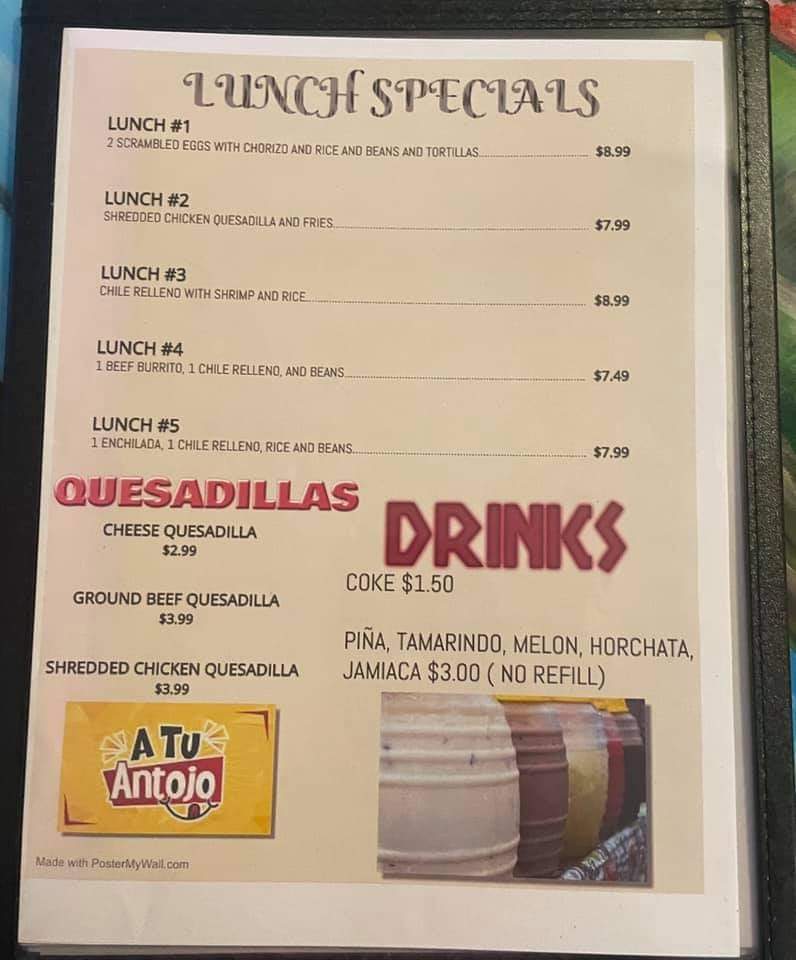 LUNCH SPECIALS
LUNCH #1
2 SCRAMBLED EGGS WITH CHORIZO AND RICE AND BEANS AND TORTILLAS........ $8.99
LUNCH #2
SHREDDED CHICKEN QUESADILLA AND FRIES........ $7.99
LUNCH #3
CHILE RELLENO WITH SHRIMP AND RICE........ $8.99
LUNCH #4
1 BEEF BURRITO, 1 CHILE RELLENO, AND BEANS........ $7.49
LUNCH #5
1 ENCHILADA, 1 CHILE RELLENO, RICE AND BEANS........ $7.99
QUESADILLAS
CHEESE QUESADILLA
$2.99
GROUND BEEF QUESADILLA
$3.99
SHREDDED CHICKEN QUESADILLA
$3.99
DRINKS
COKE $1.50
PIÑA, TAMARINDO, MELON, HORCHATA,
JAMIACA $3.00 ( NO REFILL)
A TU
Antojo
Made with PosterMyWall.com